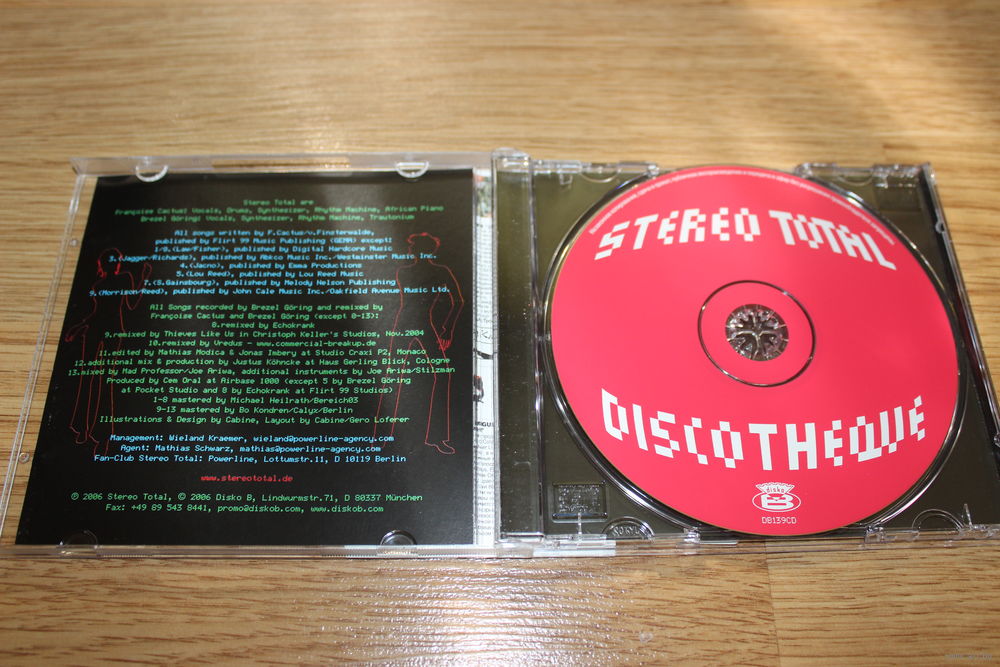 Stereo Total are
Françoise Cactus: Vocals, Drums, Synthesizer, Rhythm Machine, African Piano
Brezel Göring: Vocals, Synthesizer, Rhythm Machine, Trautonium
All songs written by F.Cactus/v.Finsterwalde,
published by Flirt 99 Music Publishing (GEMA) except:
(Law/Fisher), published by Digital Hardcore Music
3.(Jagger/Richards), published by Abkco Music Inc./Westminster Music Inc.
4.(Jacno), published by Emma Productions
5.(Lou Reed), published by Lou Reed Music
7.(S.Gainsbourg), published by Melody Nelson Publishing
9.(Morrison/Reed), published by John Cale Music Inc./Oakfield Avenue Music Ltd.
All Songs recorded by Brezel Göring and remixed by
Françoise Cactus and Brezel Göring (except 8-13):
8.remixed by Echokrank
9.remixed by Thieves Like Us in Christoph Keller's Studios, Nov.2004
10.remixed by Vredus - www.commercial-breakup.de
11.edited by Mathias Modica & Jonas Imbery at Studio Craxi P2, Monaco
12.additional mix & production by Justus Köhncke at Haus Gerling Blick, Cologne
13.mixed by Mad Professor/Joe Ariwa, additional instruments by Joe Ariwa/Stilzman
Produced by Cem Oral at Airbase 1000 (except 5 by Brezel Göring
at Pocket Studio and 8 by Echokrank at Flirt 99 Studios)
1-8 mastered by Michael Heilrath/Bereich03
9-13 mastered by Bo Kondren/Calyx/Berlin
Illustrations & Design by Cabine, Layout by Cabine/Gero Loferer
Management: Wieland Kraemer, wieland@powerline-agency.com
Agent: Mathias Schwarz, mathias@powerline-agency.com
Fan-Club Stereo Total: Powerline, Lottumstr.11, D 10119 Berlin
www.stereototal.de
℗ 2006 Stereo Total, © 2006 Disko B, Lindwurmstr.71, D 80337 München
Fax: +49 89 543 8441, promo@diskob.com, www.diskob.com
STEREO TOTAL
DISCOTHEQUE
disko
B
DB139CD